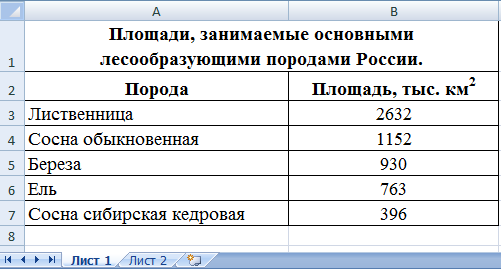 A B
1 Площади, занимаемые основными
лесообразующими породами России.
2 Порода Площадь, тыс. км²
3 Лиственница 2632
4 Сосна обыкновенная 1152
5 Береза 930
6 Ель 763
7 Сосна сибирская кедровая 396
8
Лист 1 Лист 2